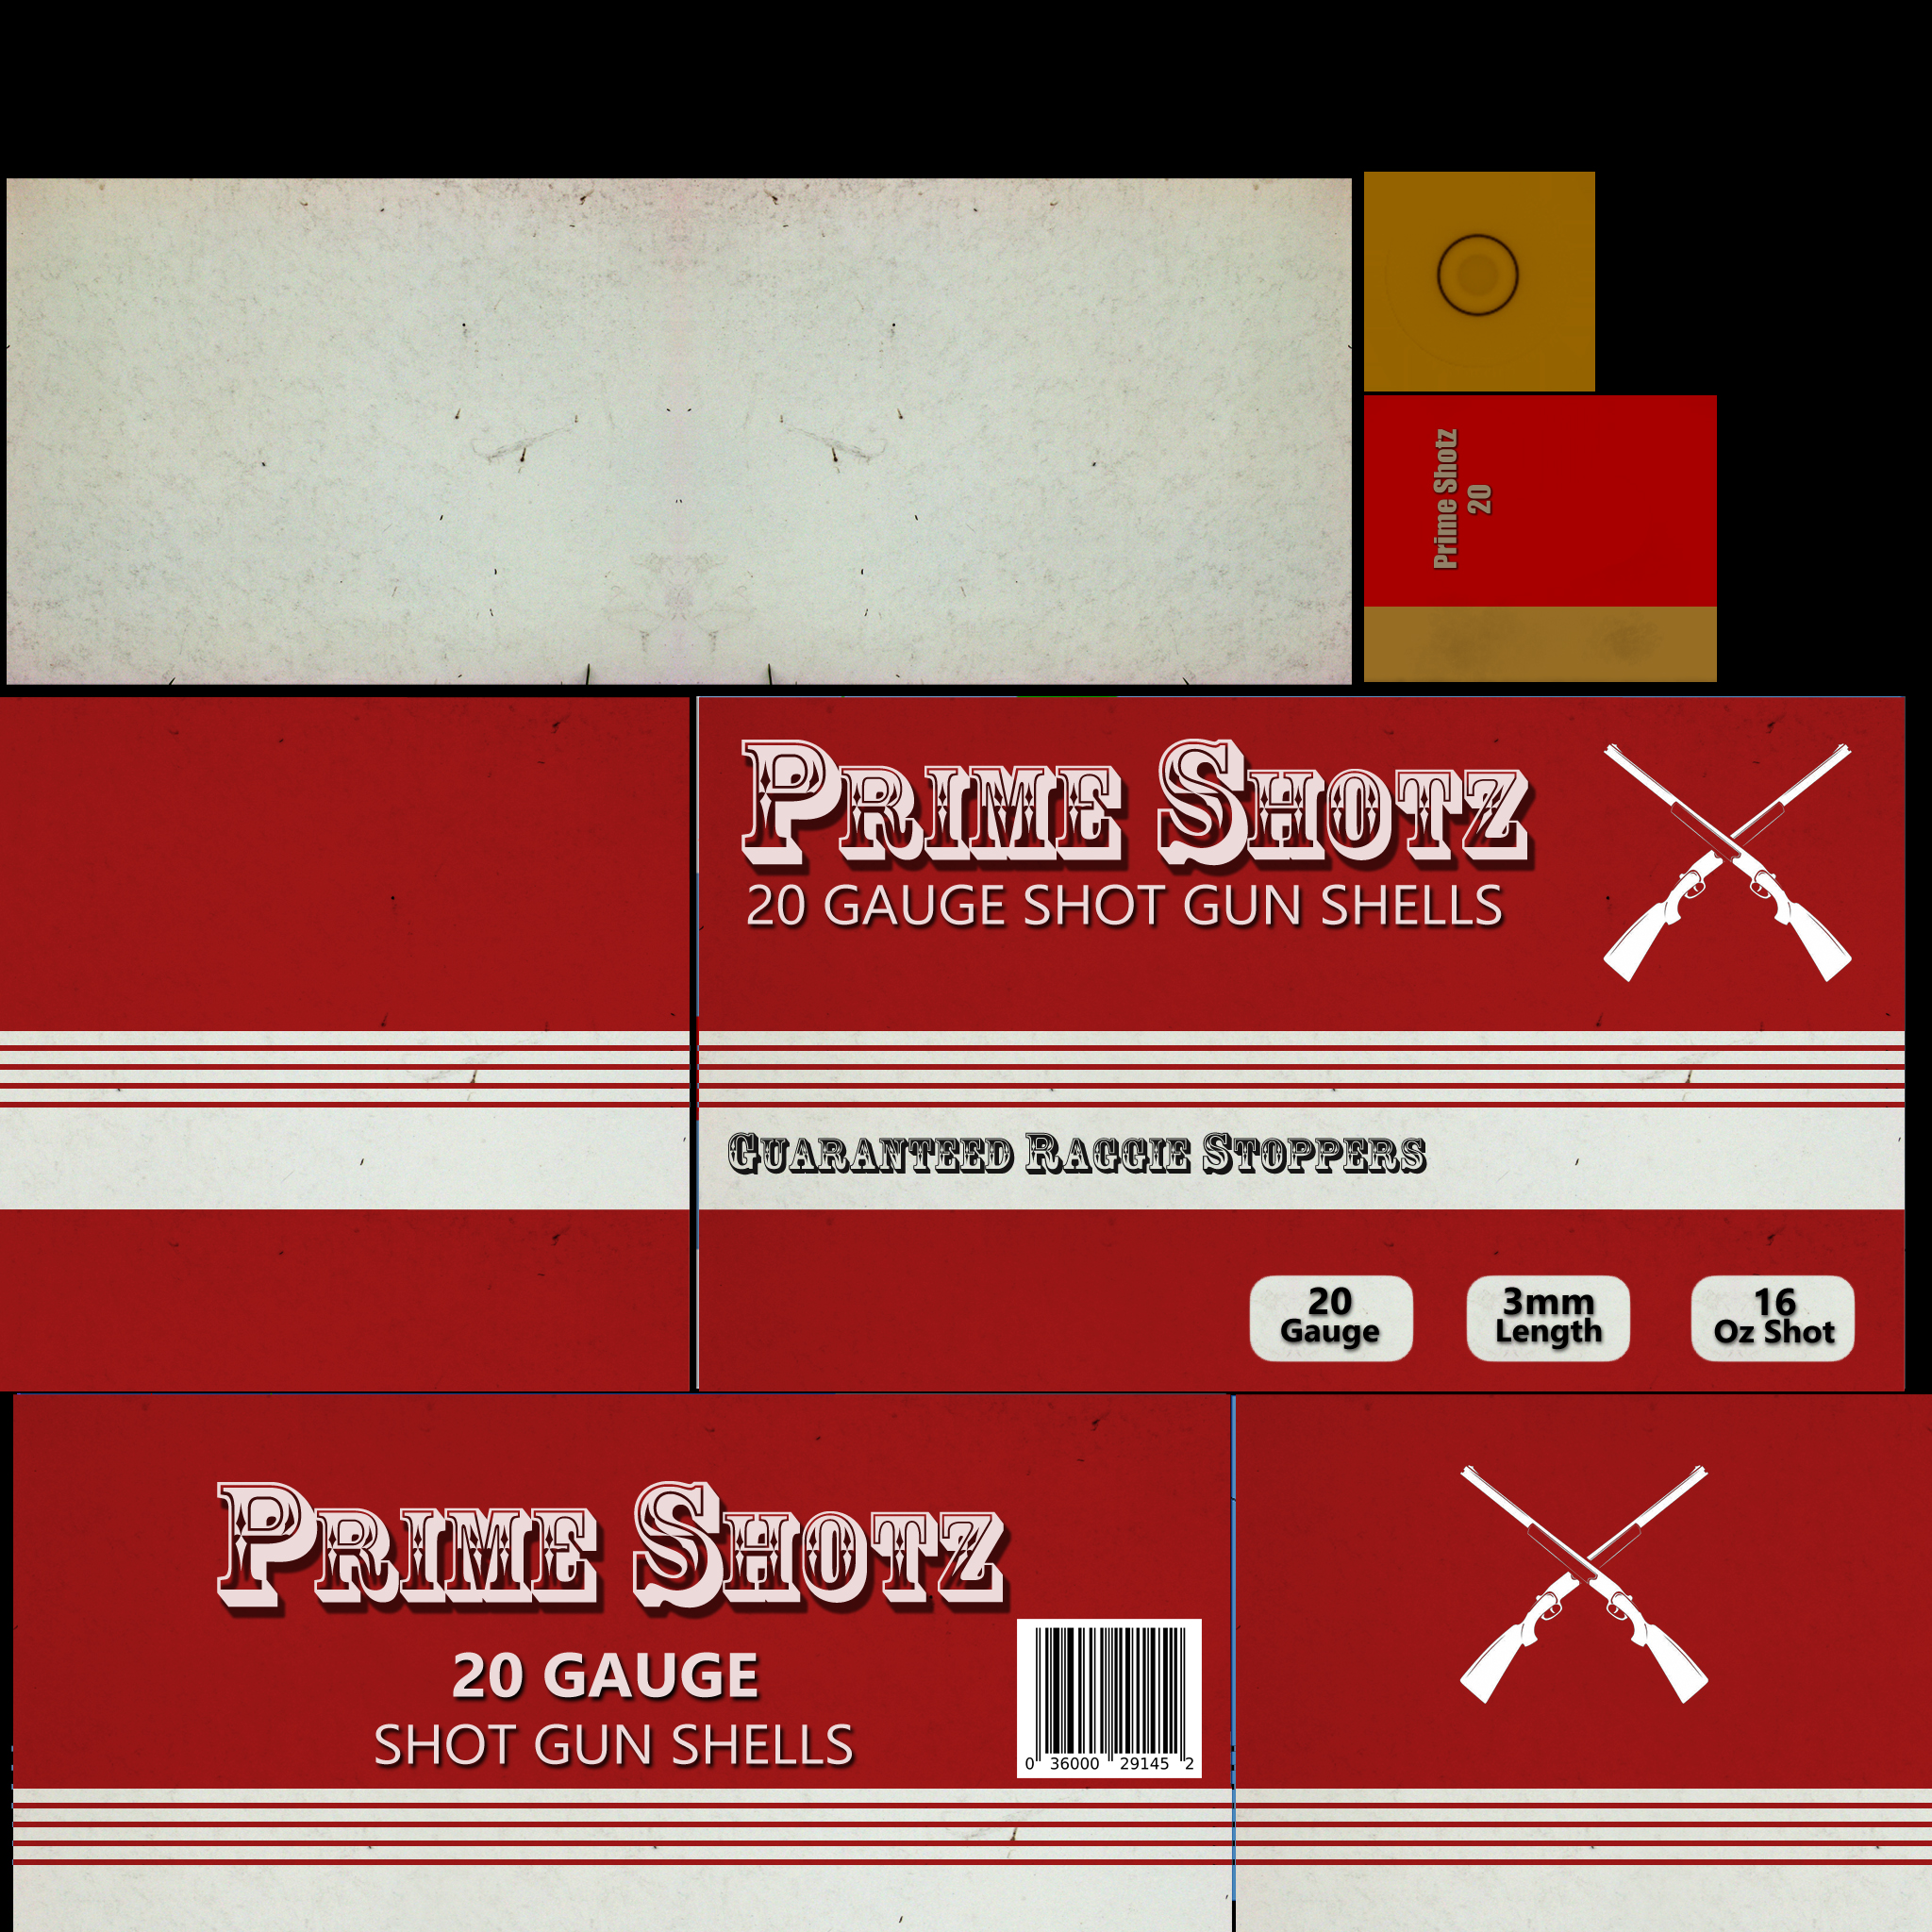 Prime Shotz
20
Prime Shotz
20 GAUGE SHOT GUN SHELLS
Guaranteed Raggie Stoppers
20
Gauge
3mm
Length
16
Oz Shot
Prime Shotz
20 GAUGE
SHOT GUN SHELLS
0 36000 29145 2